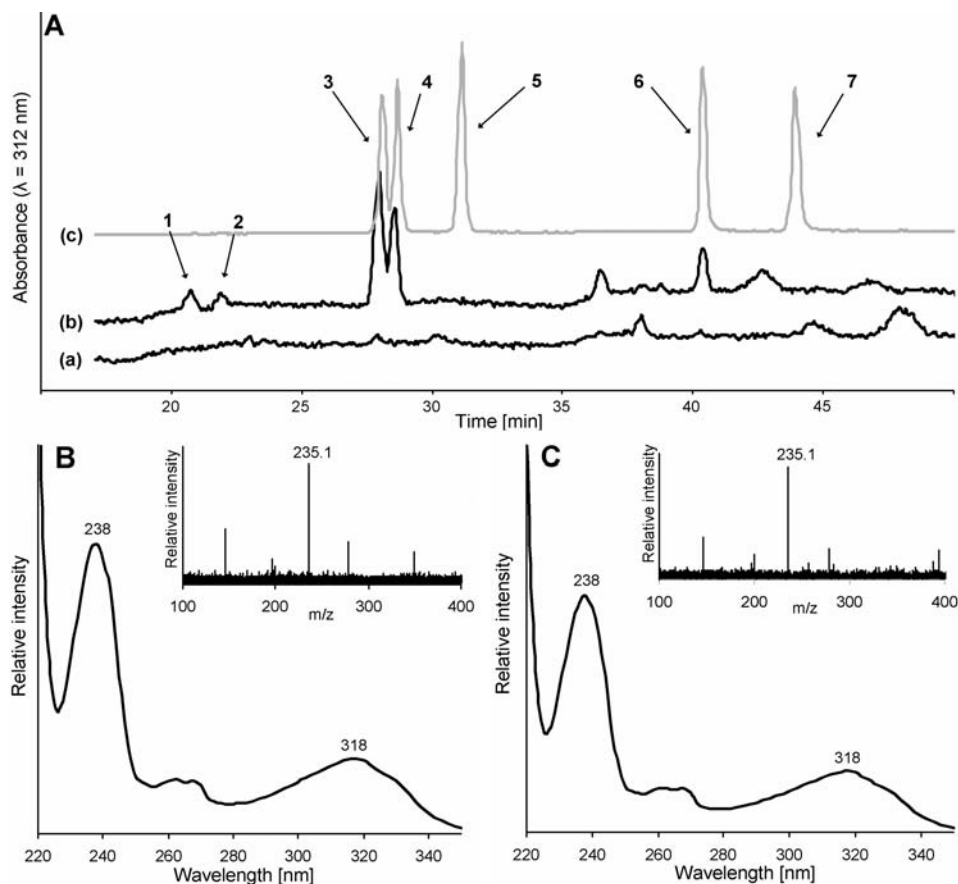 A
Absorbance (λ = 312 nm)
3
4
5
6
7
1
2
(c)
(b)
(a)
20
25
30
35
40
45
Time [min]
B
Relative intensity
238
318
220 240 260 280 300 320 340
Wavelength [nm]
Relative intensity
235.1
100 200 300 400
m/z
C
Relative intensity
238
318
220 240 260 280 300 320 340
Wavelength [nm]
Relative intensity
235.1
100 200 300 400
m/z